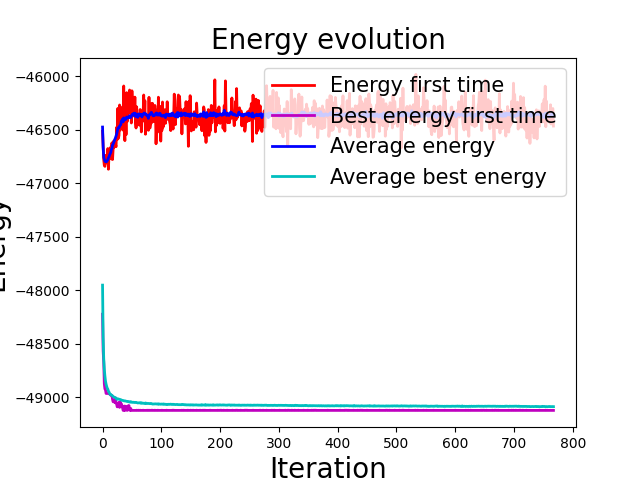 Energy evolution
−46000
−46500
−47000
−47500
−48000
−48500
−49000
Energy
Energy first time
Best energy first time
Average energy
Average best energy
0 100 200 300 400 500 600 700 800
Iteration